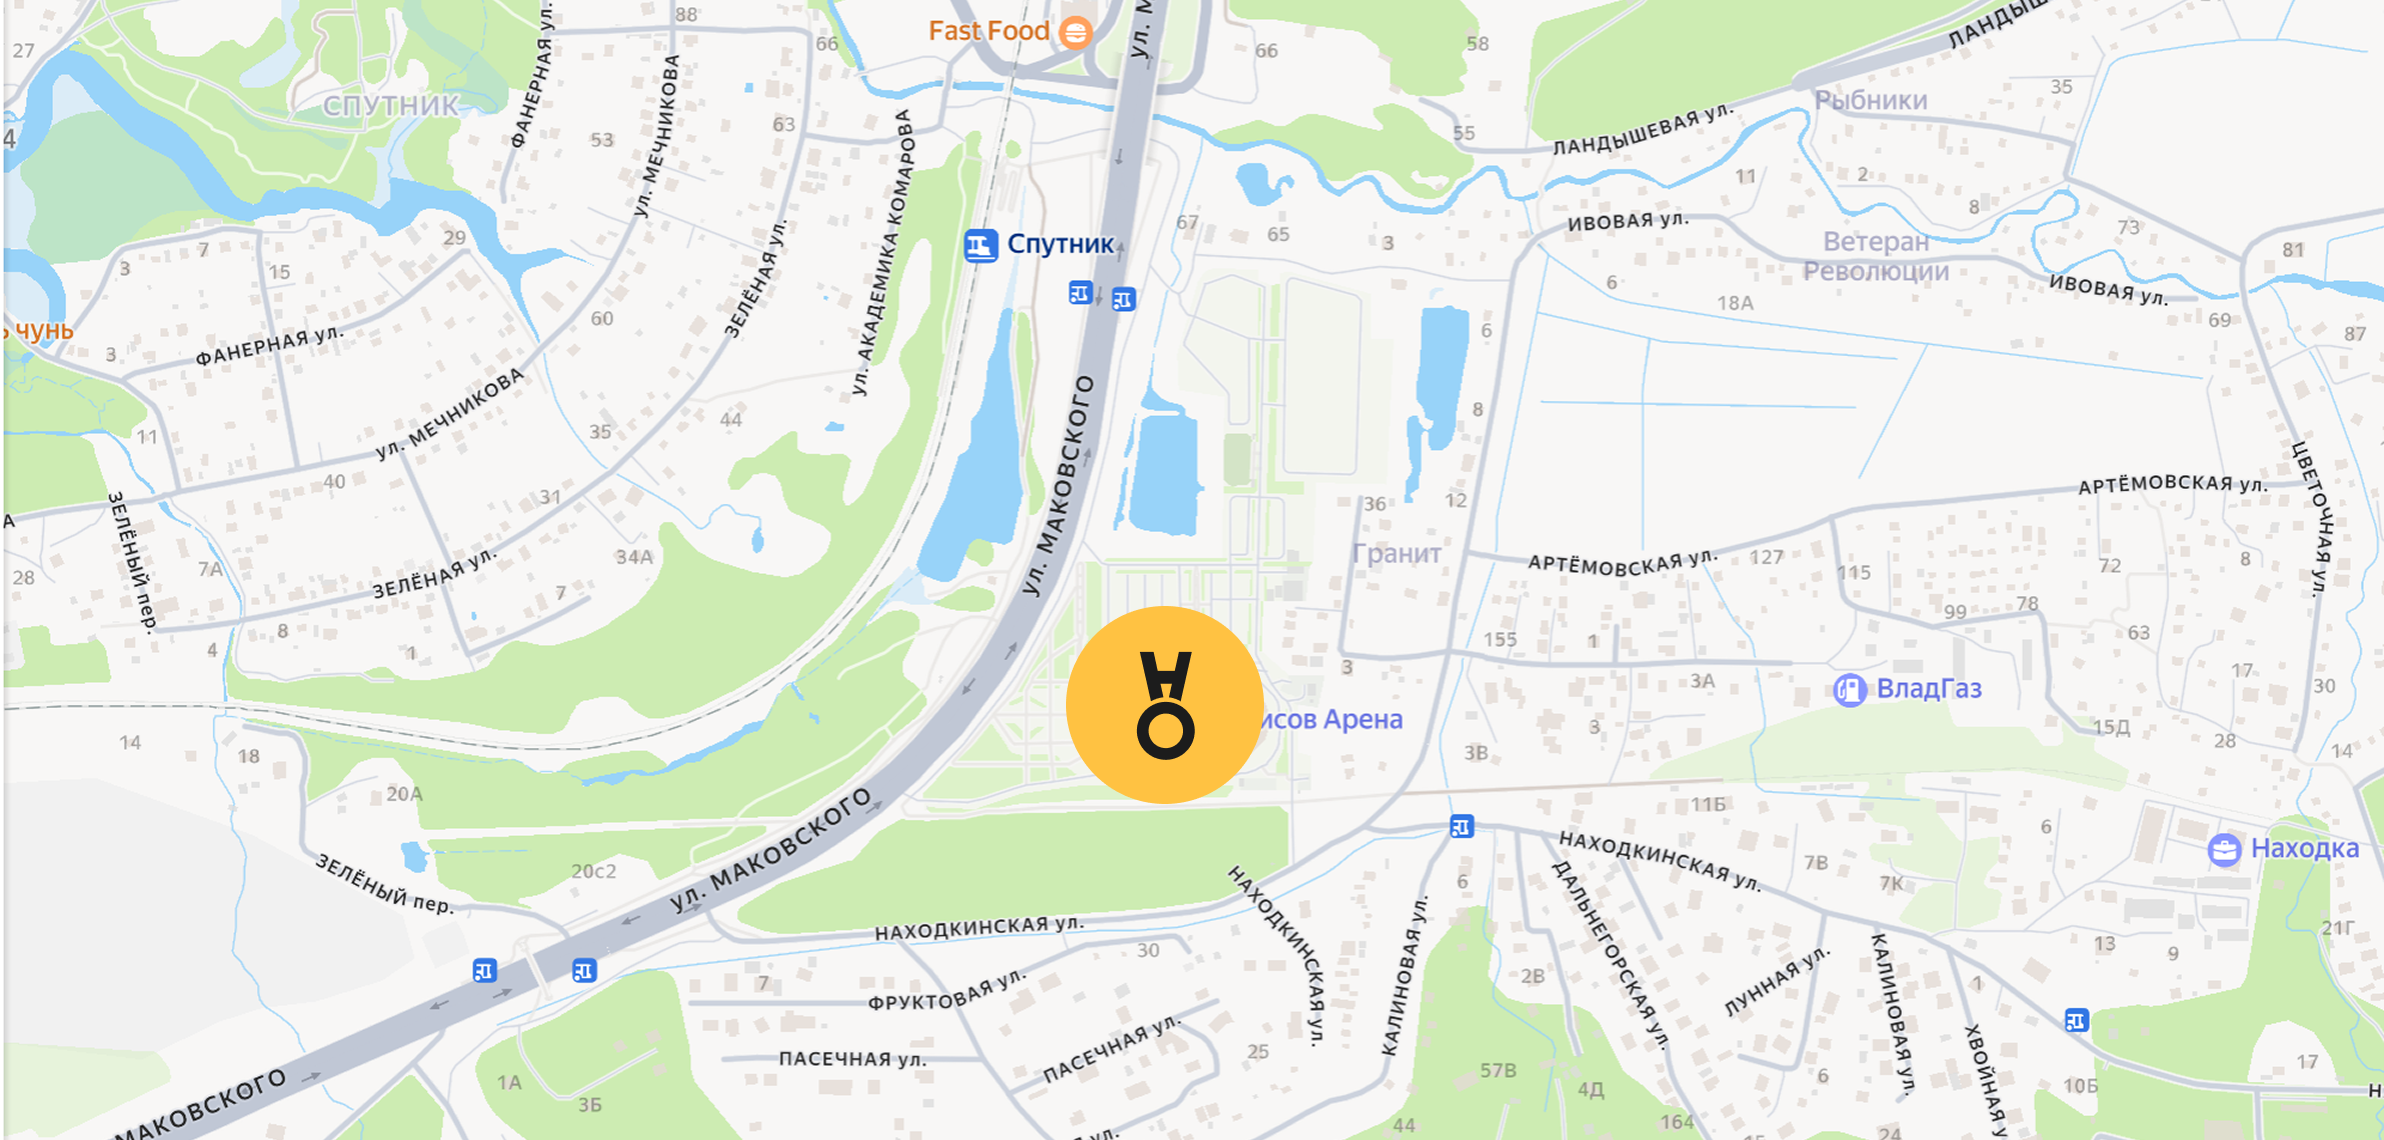 88
ул. М
Fast Food
ЛАНДЫШ
27
66
66
58
35
ФАНЕРНАЯ ул.
СПУТНИК
ул. МЕЧНИКОВА
Рыбники
4
53
63
55
ЛАНДЫШЕВАЯ ул.
ул. АКАДЕМИКА КОМАРОВА
11
2
8
67
65
3
ИВОВАЯ ул.
73
29
7
Спутник
Ветеран
Революции
81
3
15
ЗЕЛЁНАЯ ул.
6
18А
ИВОВАЯ ул.
60
69
ь чунь
ФАНЕРНАЯ ул.
3
6
87
11
ул. МЕЧНИКОВА
35
44
8
ул. МАКОВСКОГО
40
31
36
12
АРТЁМОВСКАЯ ул.
ЦВЕТОЧНАЯ ул.
А
ЗЕЛЁНЫЙ пер.
34А
Гранит
АРТЁМОВСКАЯ ул.
127
115
72
8
28
7А
ЗЕЛЁНАЯ ул.
7
99
78
63
4
8
1
155
1
3
17
30
3А
ВладГаз
исов Арена
14
18
3В
3
15Д
28
14
20А
11Б
6
ул. МАКОВСКОГО
НАХОДКИНСКАЯ ул.
Находка
ЗЕЛЁНЫЙ пер.
20с2
НАХОДКИНСКАЯ ул.
6
ДАЛЬНЕГОРСКАЯ ул.
7В
7К
НАХОДКИНСКАЯ ул.
КАЛИНОВАЯ ул.
21Г
30
13
9
7
ФРУКТОВАЯ ул.
2В
ЛУННАЯ ул.
КАЛИНОВАЯ ул.
1
ПАСЕЧНАЯ ул.
ПАСЕЧНАЯ ул.
25
ХВОЙНАЯ у
МАКОВСКОГО
1А
3Б
57В
4Д
6
10Б
17
Н
ул.
44
164
24